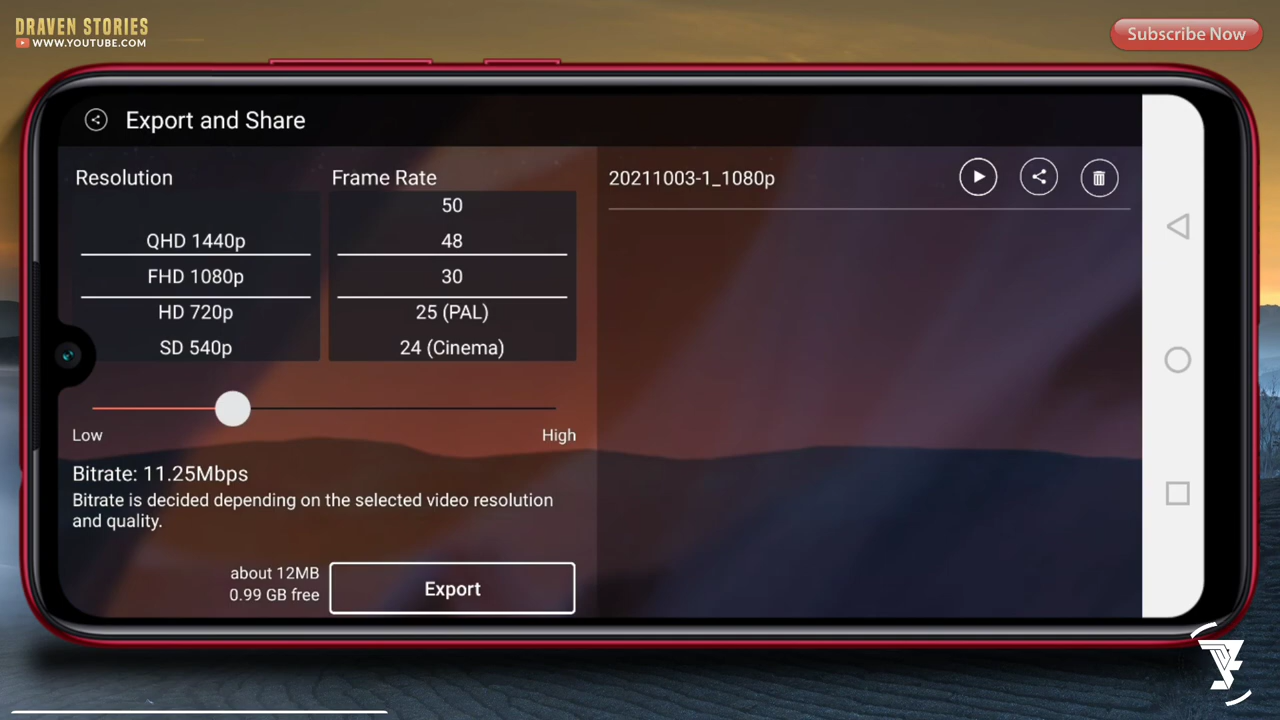 DRAVEN STORIES
WWW.YOUTUBE.COM
Subscribe Now
Export and Share
Resolution
QHD 1440p
FHD 1080p
HD 720p
SD 540p
Frame Rate
50
48
30
25 (PAL)
24 (Cinema)
Low
High
Bitrate: 11.25Mbps
Bitrate is decided depending on the selected video resolution
and quality.
about 12MB
0.99 GB free
Export
20211003-1_1080p